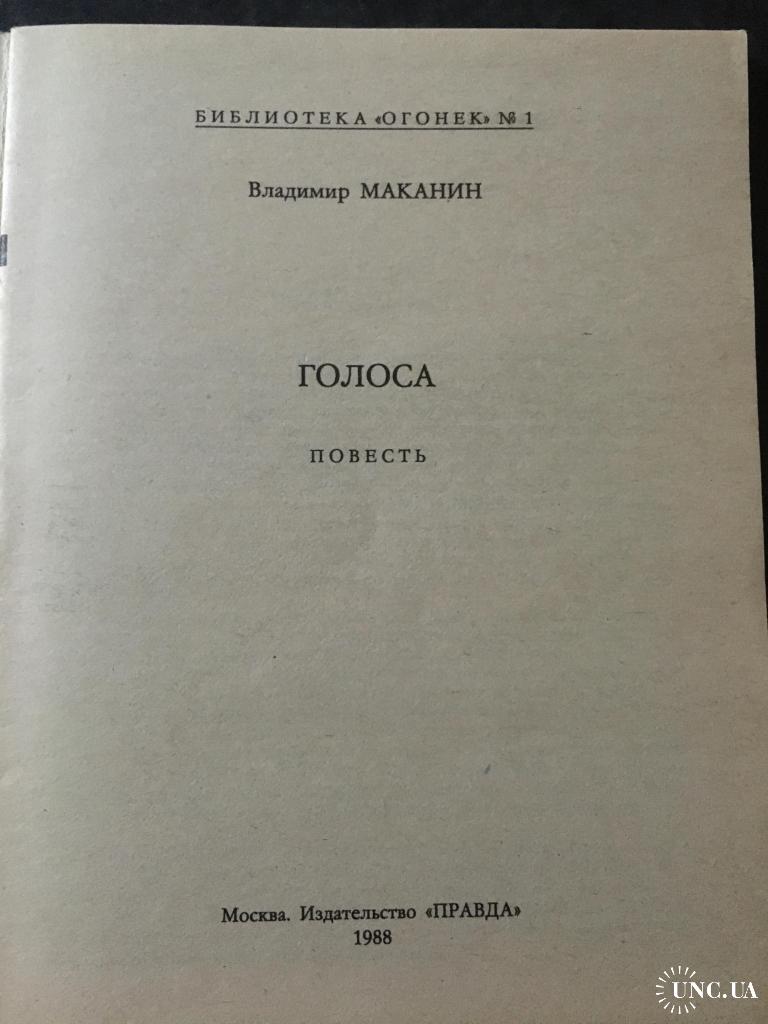 БИБЛИОТЕКА «ОГОНЕК» № 1
Владимир МАКАНИН
ГОЛОСА
ПОВЕСТЬ
Москва. Издательство «ПРАВДА»
1988
UNC.UA